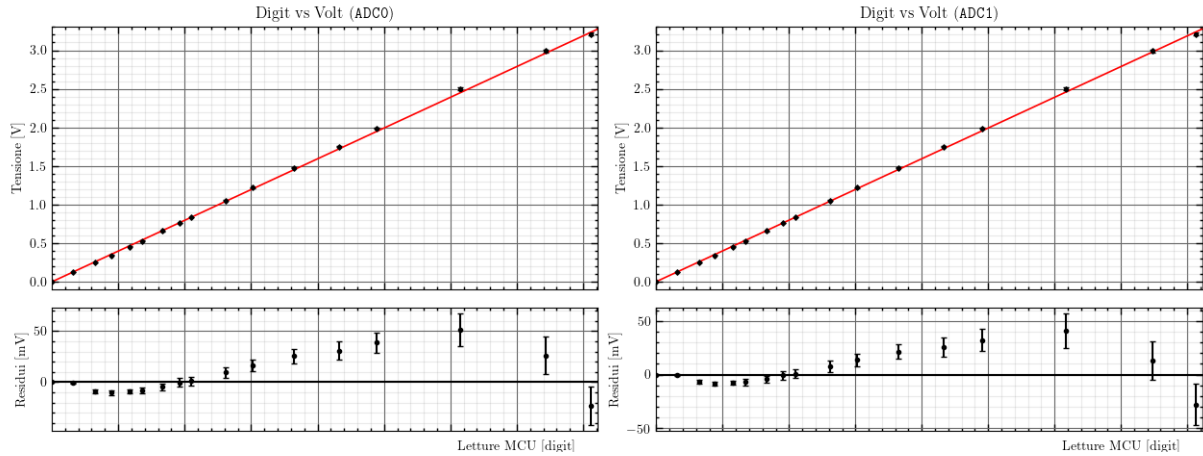 Digit vs Volt (ADC0)
Tensione [V]
3.0
2.5
2.0
1.5
1.0
0.5
0.0
Residui [mV]
50
0
Letture MCU [digit]
Digit vs Volt (ADC1)
Tensione [V]
3.0
2.5
2.0
1.5
1.0
0.5
0.0
Residui [mV]
50
0
−50
Letture MCU [digit]